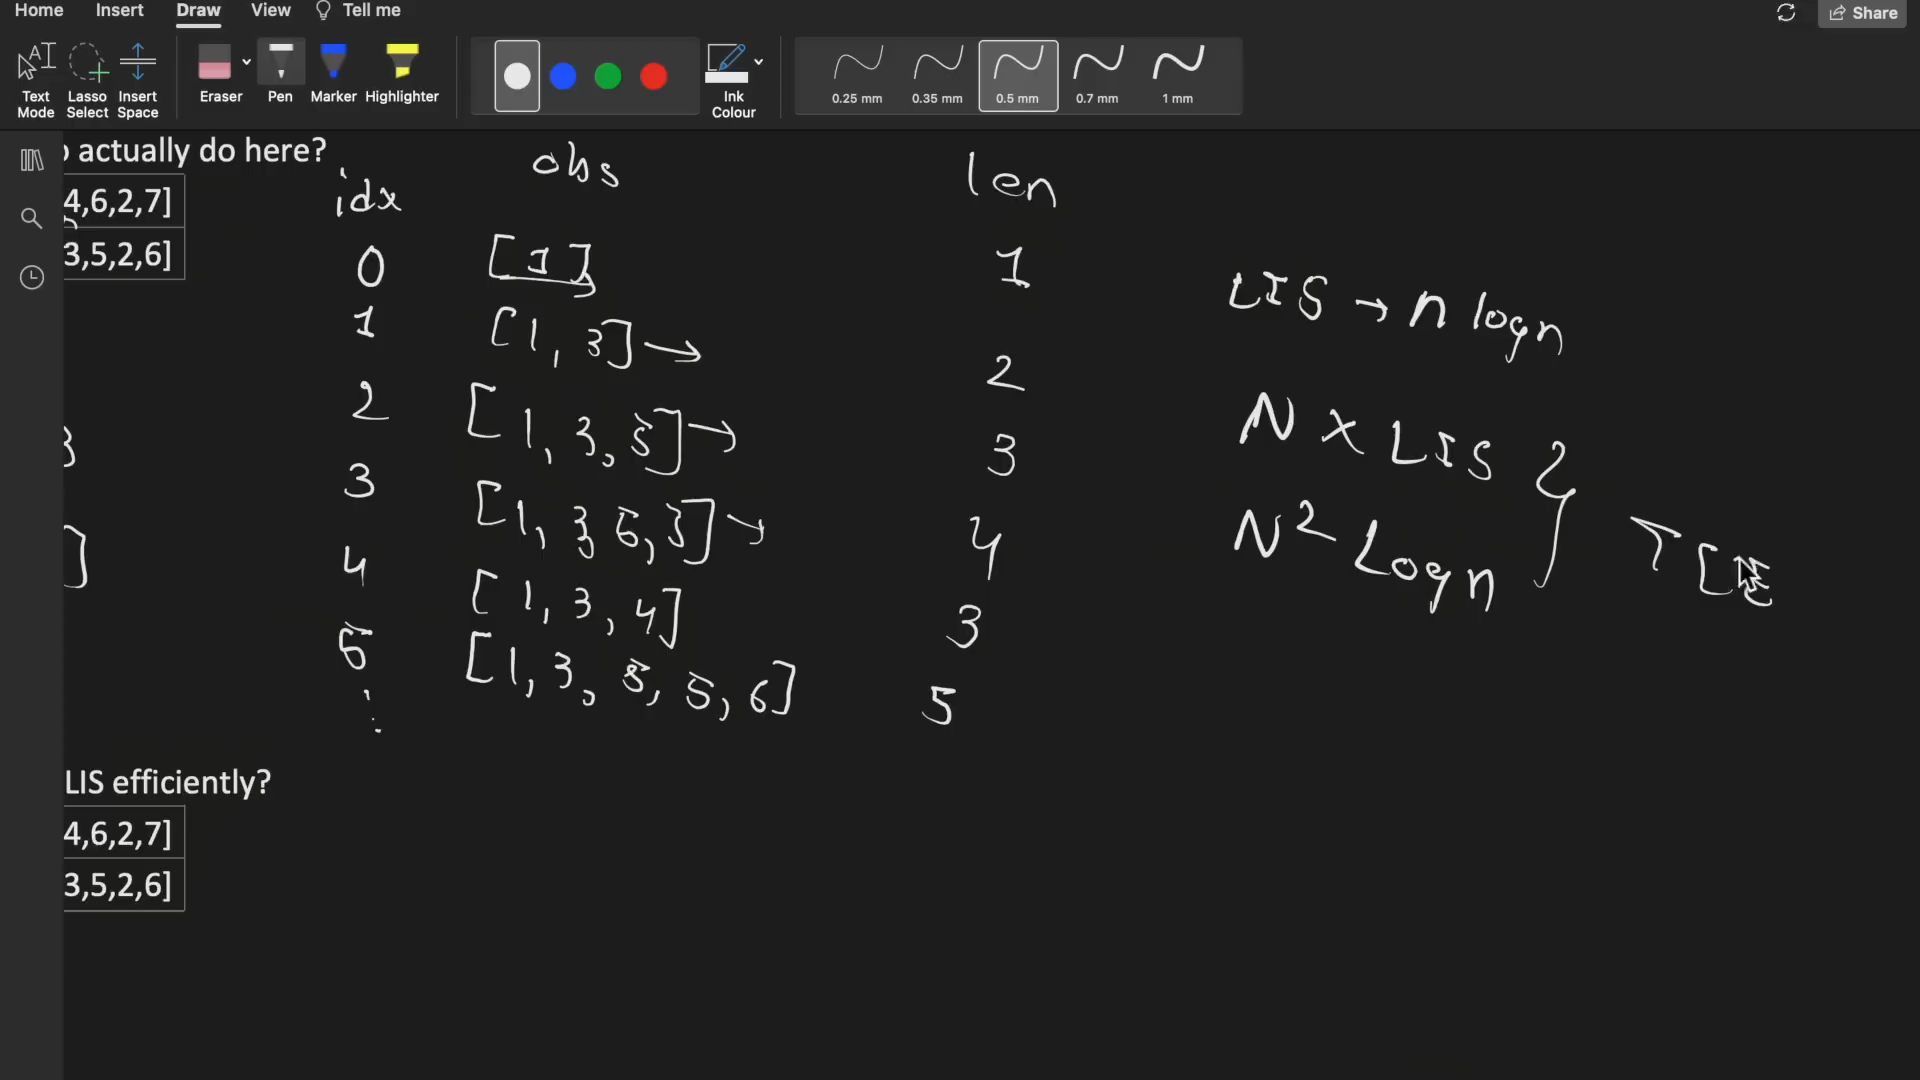 Home Insert Draw View Tell me Share
Text Mode Lasso Select Insert Space Eraser Pen Marker Highlighter Ink Colour 0.25 mm 0.35 mm 0.5 mm 0.7 mm 1 mm
actually do here?
4,6,2,7]
3,5,2,6]
idx obs len
0 [1] 1
1 [1, 3] → 2
2 [1, 3, 5] → 3
3 [1, 3 5, 3] → 4
4 [1, 3, 4] 3
5 [1, 3, 5, 5, 6] 5
LIS → n logn
N x LIS
N² Logn
TLE
3
]
LIS efficiently?
4,6,2,7]
3,5,2,6]